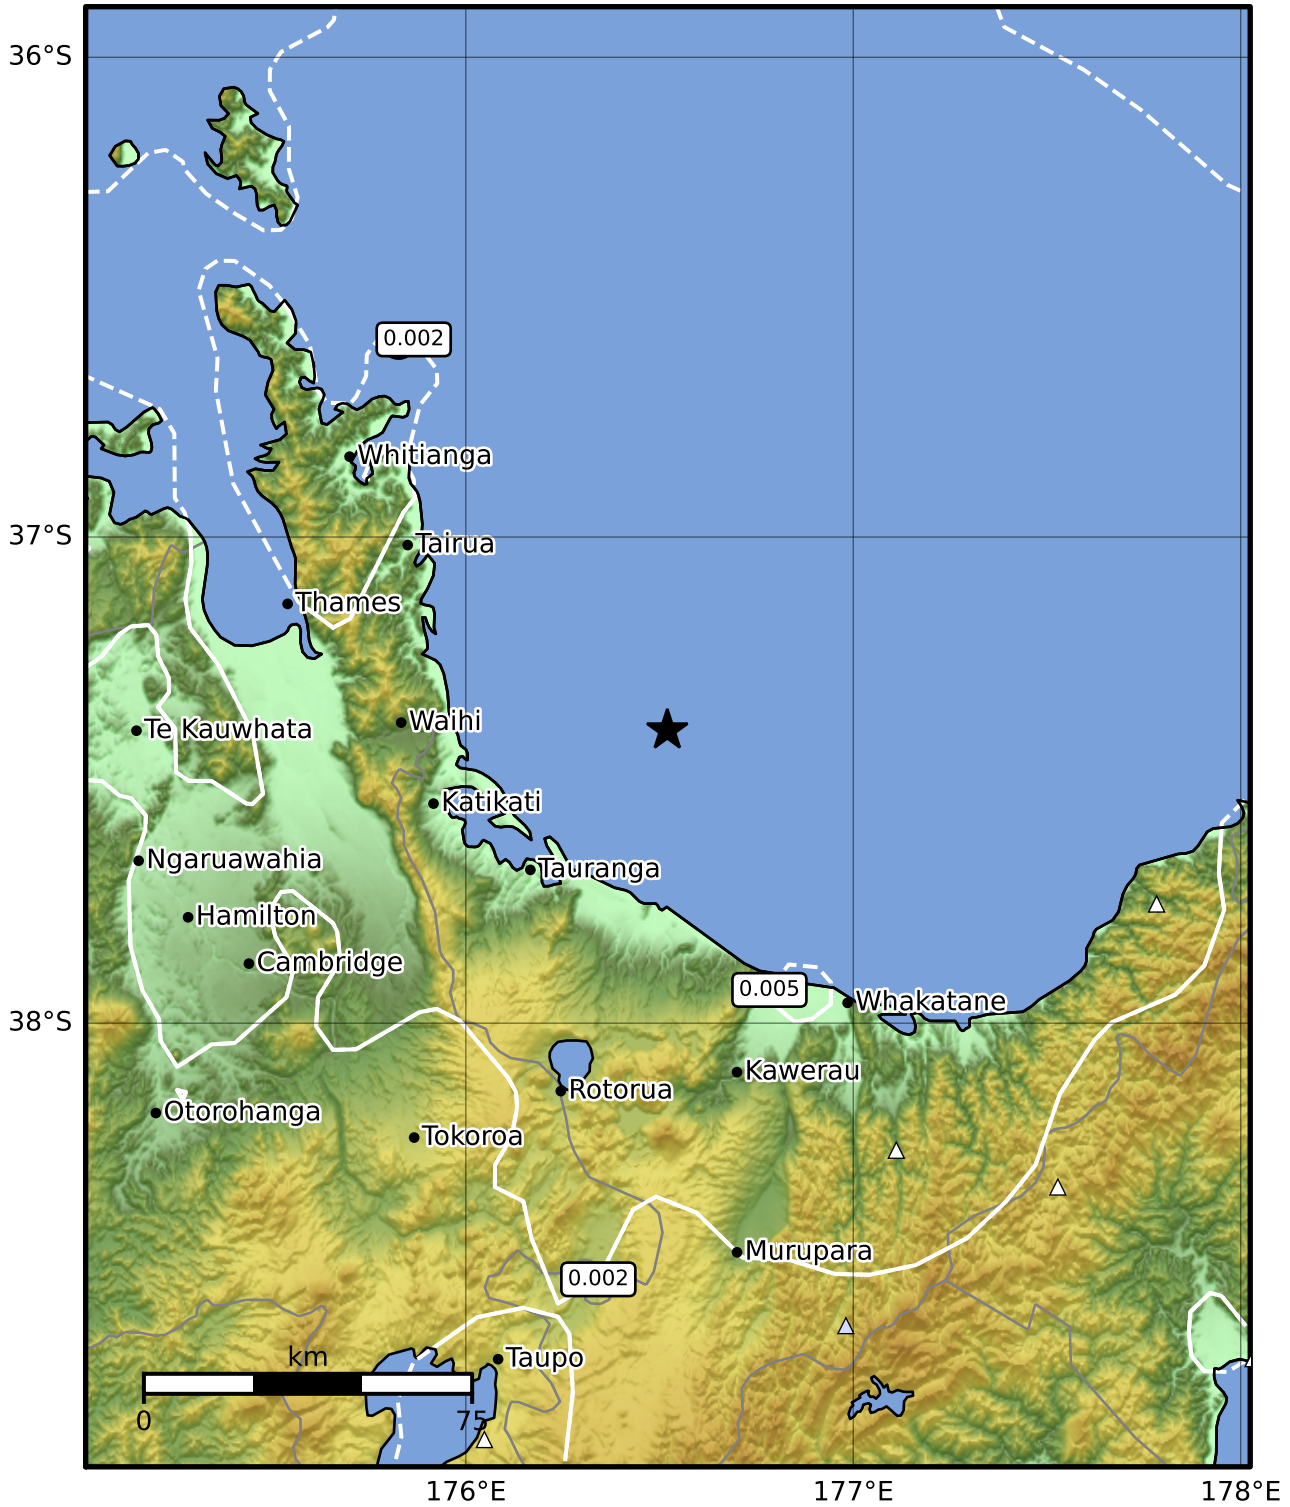 36°S
0.002
Whitianga
37°S
Tairua
Thames
Waihi
Te Kauwhata
Katikati
Ngaruawahia
Tauranga
Hamilton
Cambridge
0.005
Whakatane
38°S
Kawerau
Rotorua
Otorohanga
Tokoroa
Murupara
0.002
km
Taupo
0
75
176°E
177°E
178°E